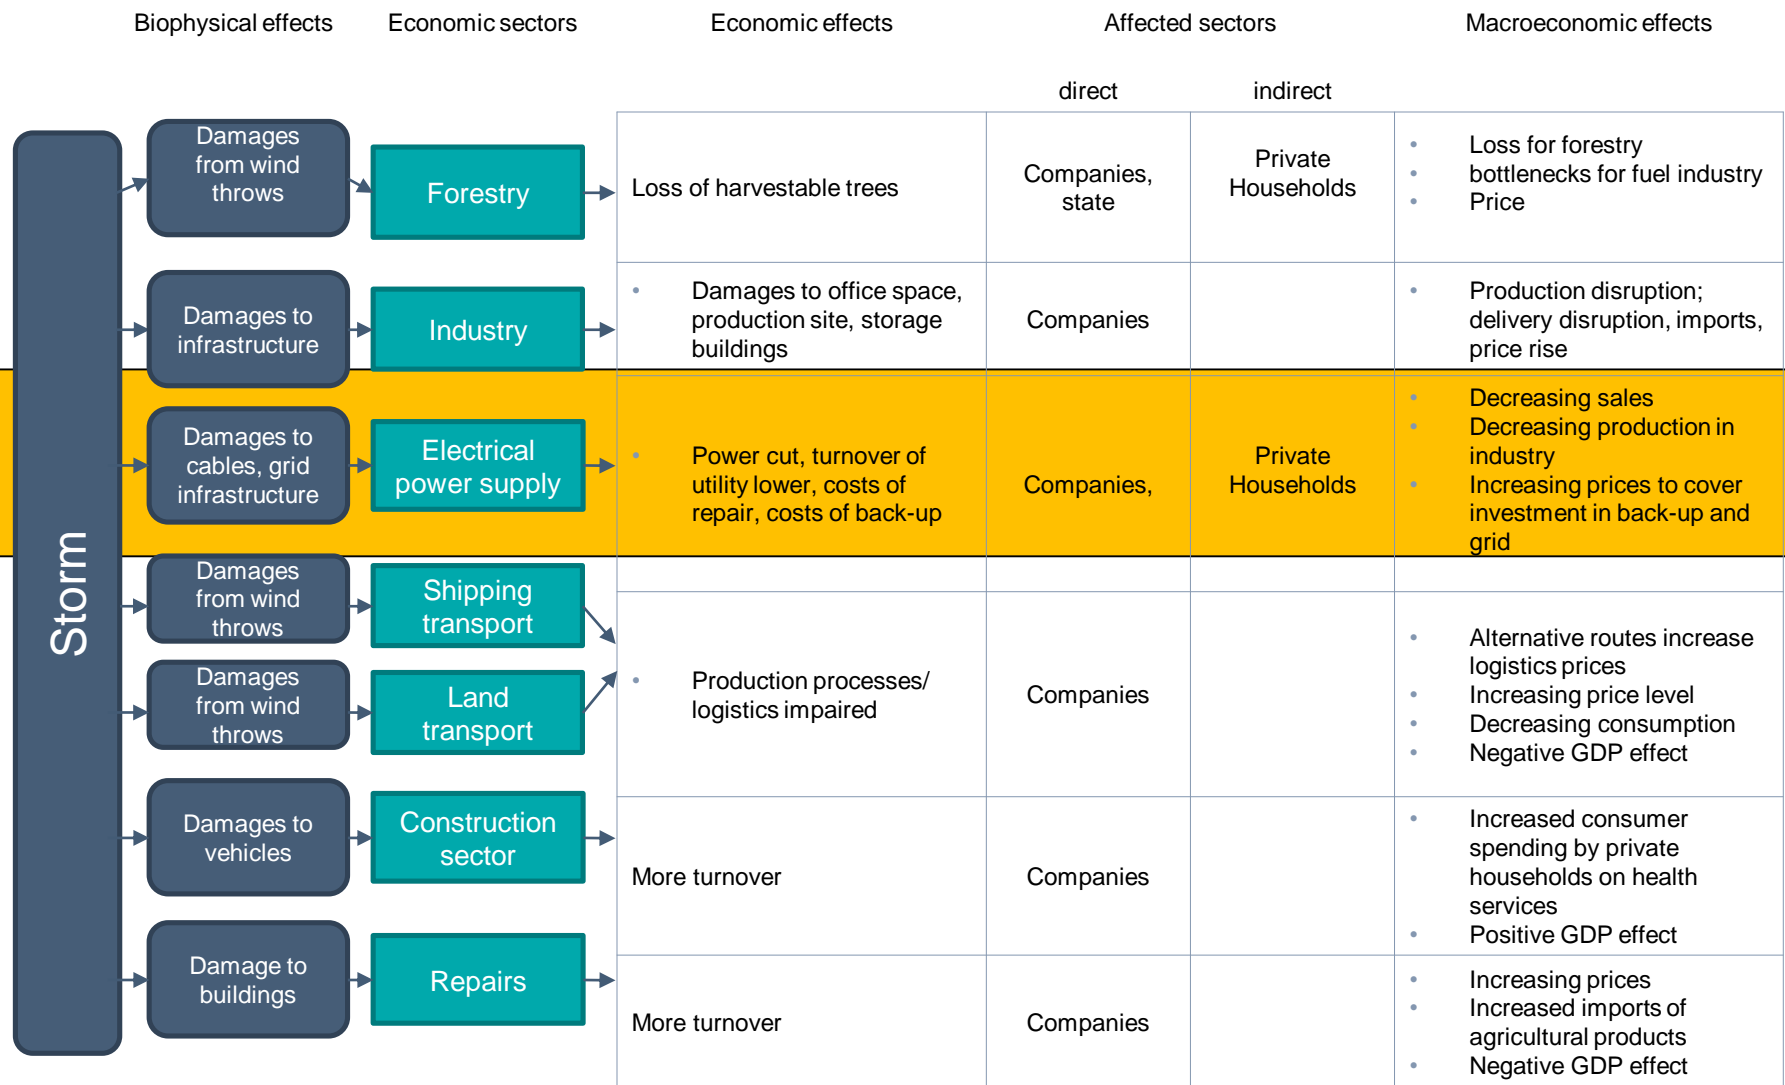 Biophysical effects
Economic sectors
Economic effects
Affected sectors
Macroeconomic effects
direct
indirect
Storm
Damages
from wind
throws
Forestry
Loss of harvestable trees
Companies,
state
Private
Households
• Loss for forestry
• bottlenecks for fuel industry
• Price
Damages to
infrastructure
Industry
• Damages to office space,
production site, storage
buildings
Companies
• Production disruption;
delivery disruption, imports,
price rise
Damages to
cables, grid
infrastructure
Electrical
power supply
• Power cut, turnover of
utility lower, costs of
repair, costs of back-up
Companies,
Private
Households
• Decreasing sales
• Decreasing production in
industry
• Increasing prices to cover
investment in back-up and
grid
Damages
from wind
throws
Shipping
transport
Damages
from wind
throws
Land
transport
• Production processes/
logistics impaired
Companies
• Alternative routes increase
logistics prices
• Increasing price level
• Decreasing consumption
• Negative GDP effect
Damages to
vehicles
Construction
sector
More turnover
Companies
• Increased consumer
spending by private
households on health
services
• Positive GDP effect
Damage to
buildings
Repairs
More turnover
Companies
• Increasing prices
• Increased imports of
agricultural products
• Negative GDP effect